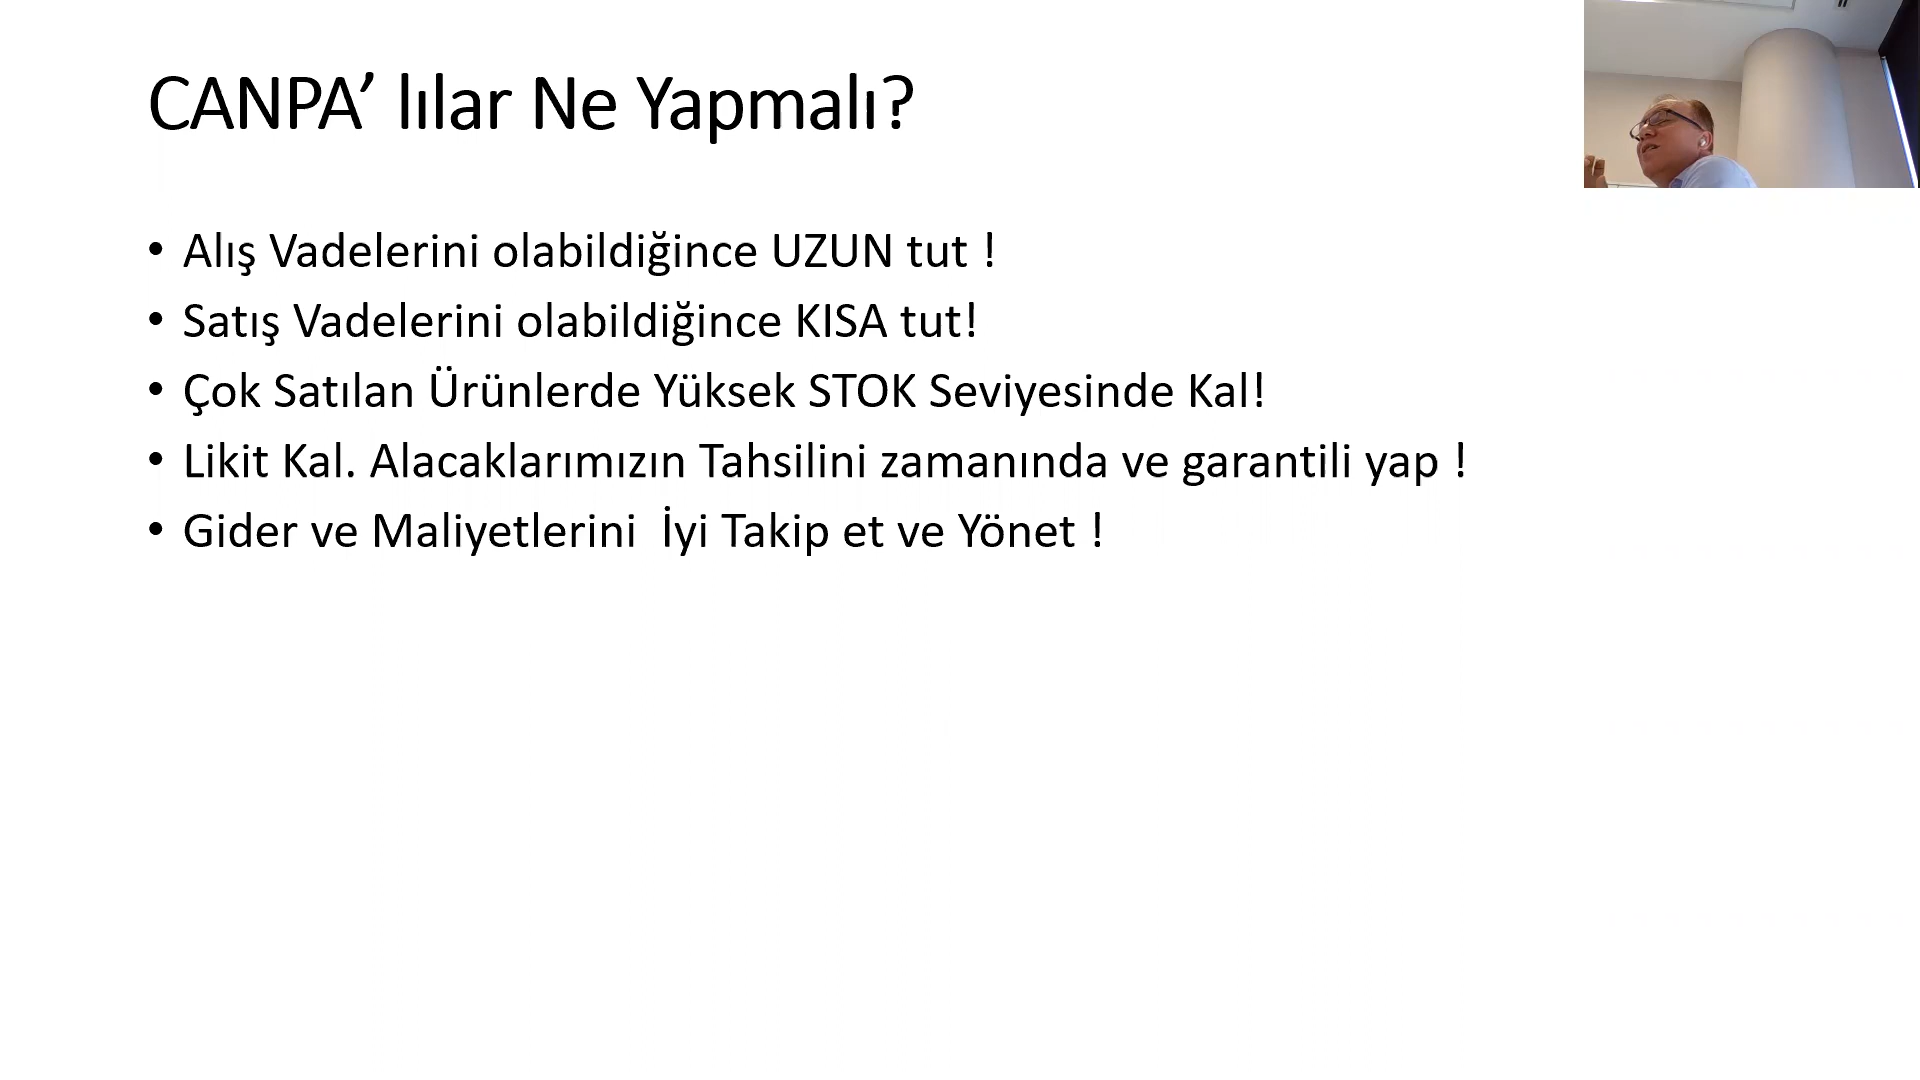 CANPA’ lılar Ne Yapmalı?
• Alış Vadelerini olabildiğince UZUN tut !
• Satış Vadelerini olabildiğince KISA tut!
• Çok Satılan Ürünlerde Yüksek STOK Seviyesinde Kal!
• Likit Kal. Alacaklarımızın Tahsilini zamanında ve garantili yap !
• Gider ve Maliyetlerini  İyi Takip et ve Yönet !